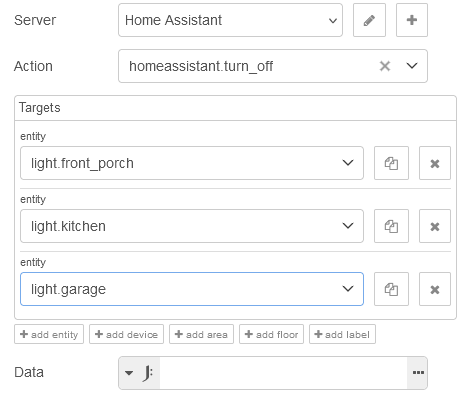 Server Home Assistant
Action homeassistant.turn_off
Targets
entity
light.front_porch
entity
light.kitchen
entity
light.garage
+ add entity + add device + add area + add floor + add label
Data J: ...